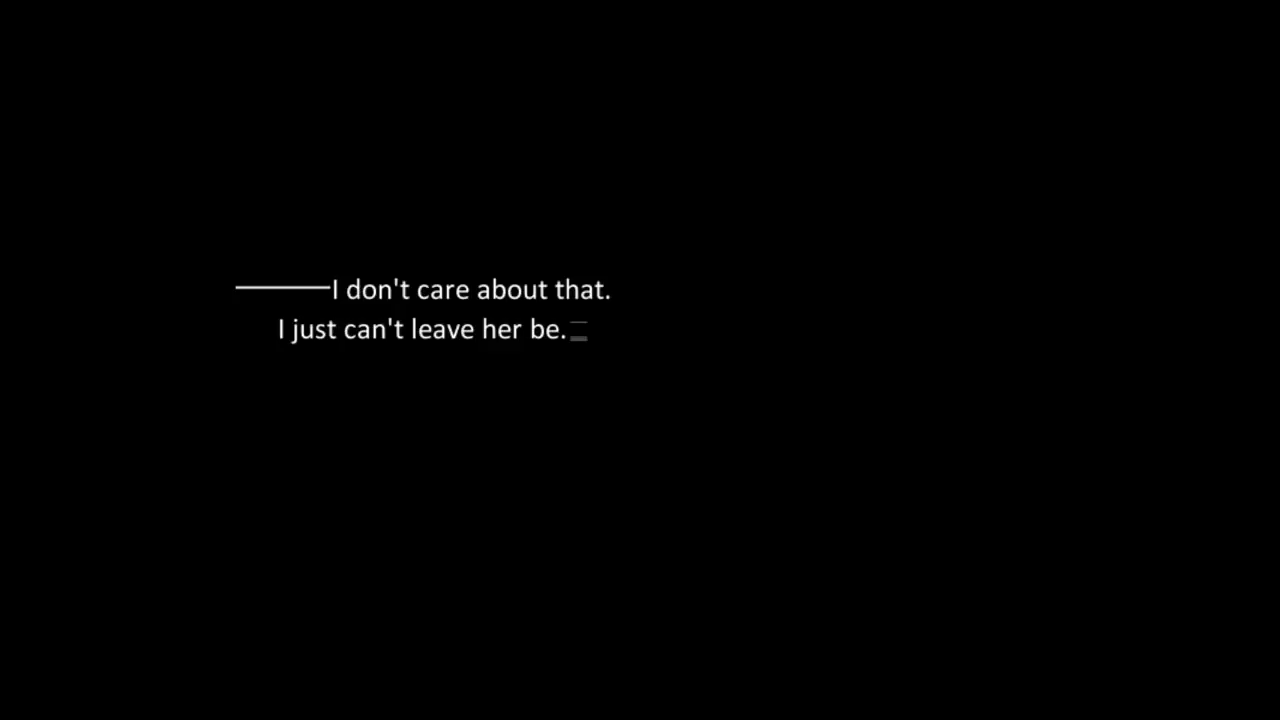 ―――I don't care about that.
I just can't leave her be.